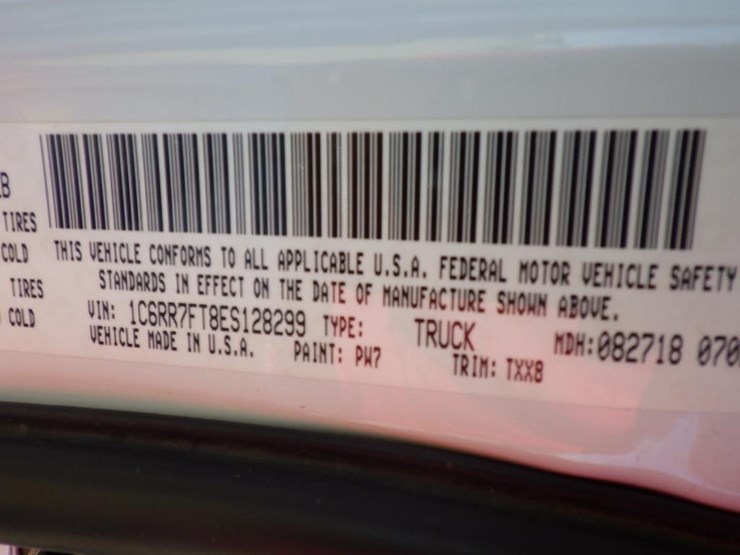 B
TIRES
COLD
TIRES
COLD
THIS VEHICLE CONFORMS TO ALL APPLICABLE U.S.A. FEDERAL MOTOR VEHICLE SAFETY
STANDARDS IN EFFECT ON THE DATE OF MANUFACTURE SHOWN ABOVE.
VIN: 1C6RR7FT8ES128299 TYPE: TRUCK MDH:082718 070
VEHICLE MADE IN U.S.A. PAINT: PW7 TRIM: TXX8